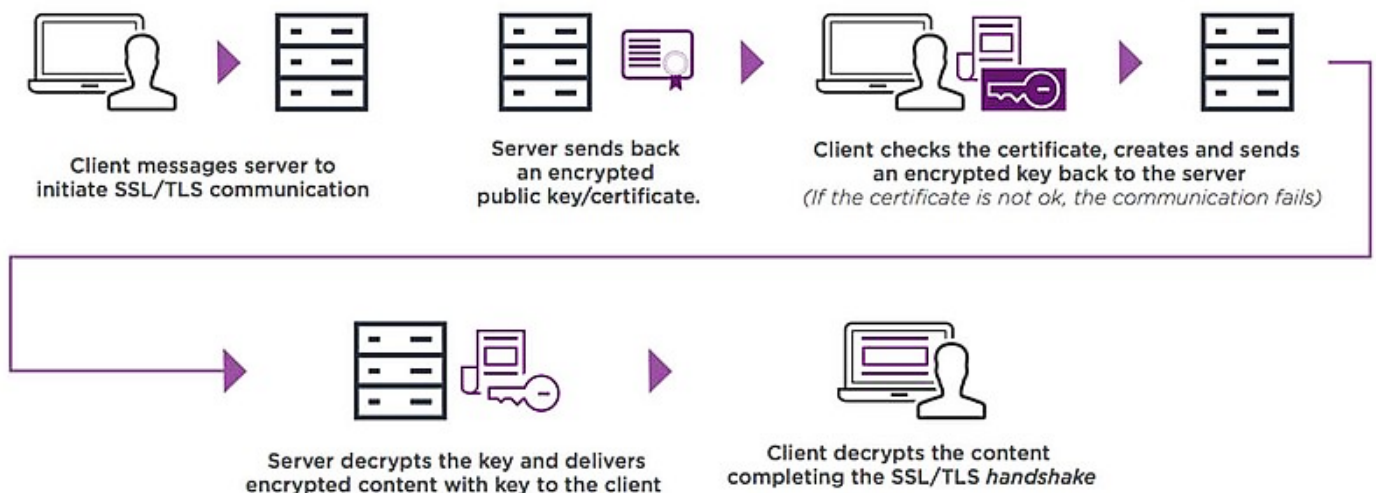 Client messages server to
initiate SSL/TLS communication
Server sends back
an encrypted
public key/certificate.
Client checks the certificate, creates and sends
an encrypted key back to the server
(If the certificate is not ok, the communication fails)
Server decrypts the key and delivers
encrypted content with key to the client
Client decrypts the content
completing the SSL/TLS handshake